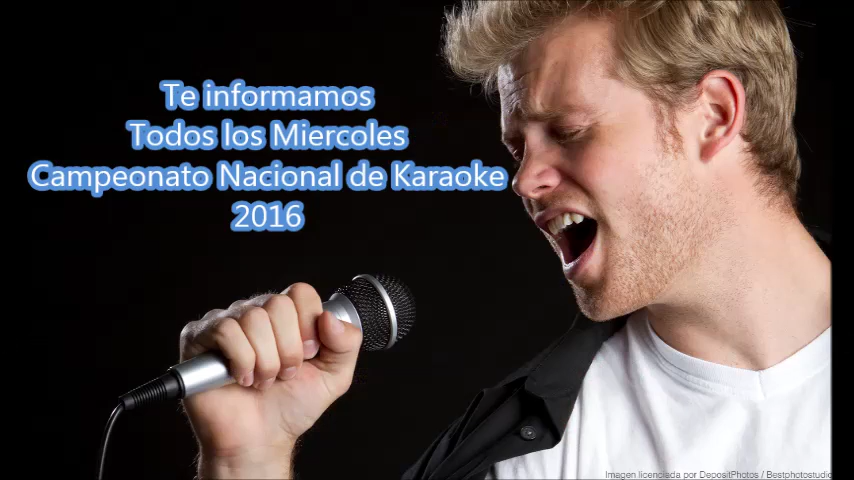 Te informamos
Todos los Miercoles
Campeonato Nacional de Karaoke
2016
Imagen licenciada por DepositPhotos / Bestphotostudio